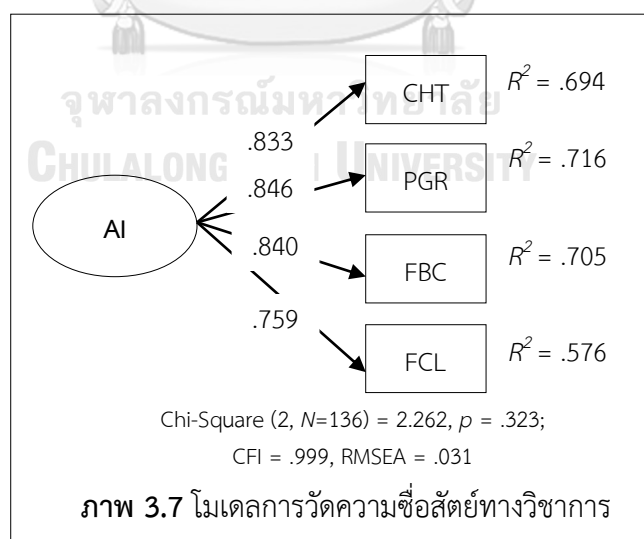 จุฬาลงกรณ์มหาวิทยาลัย
CHULALONG UNIVERSITY
AI
.833
.846
.840
.759
CHT R² = .694
PGR R² = .716
FBC R² = .705
FCL R² = .576
Chi-Square (2, N=136) = 2.262, p = .323;
CFI = .999, RMSEA = .031
ภาพ 3.7 โมเดลการวัดความซื่อสัตย์ทางวิชาการ